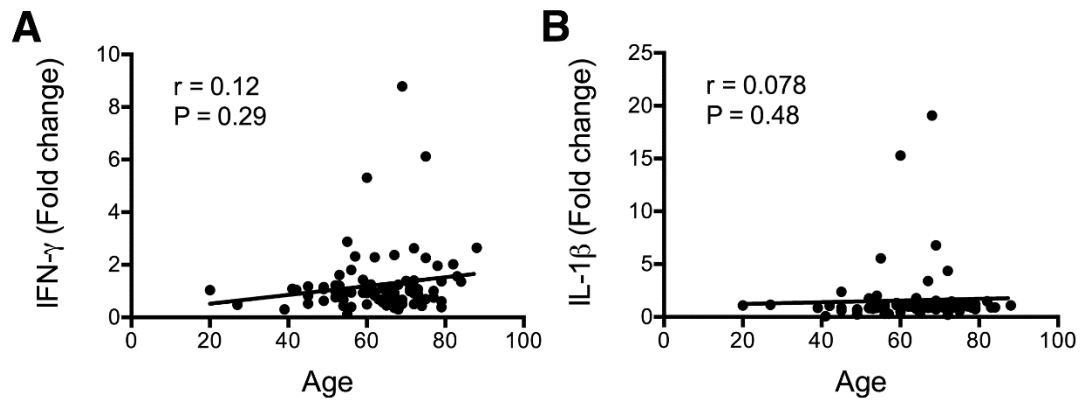 A
IFN-γ (Fold change)
10
8
6
4
2
0
r = 0.12
P = 0.29
0 20 40 60 80 100
Age
B
IL-1β (Fold change)
25
20
15
10
5
0
r = 0.078
P = 0.48
0 20 40 60 80 100
Age